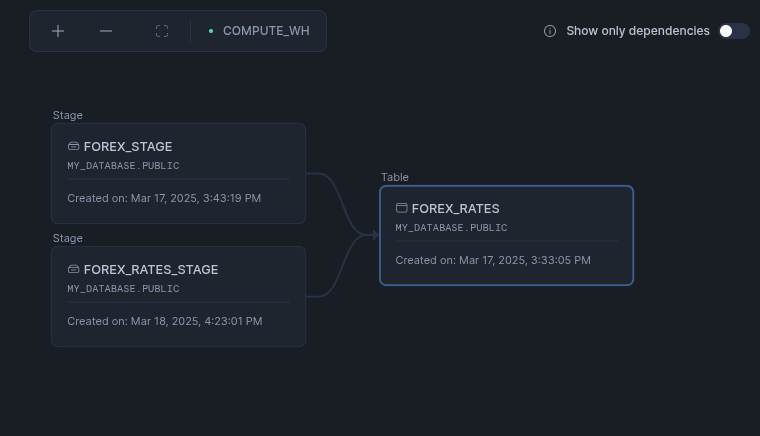 COMPUTE_WH
Show only dependencies
Stage
FOREX_STAGE
MY_DATABASE.PUBLIC
Created on: Mar 17, 2025, 3:43:19 PM
Stage
FOREX_RATES_STAGE
MY_DATABASE.PUBLIC
Created on: Mar 18, 2025, 4:23:01 PM
Table
FOREX_RATES
MY_DATABASE.PUBLIC
Created on: Mar 17, 2025, 3:33:05 PM